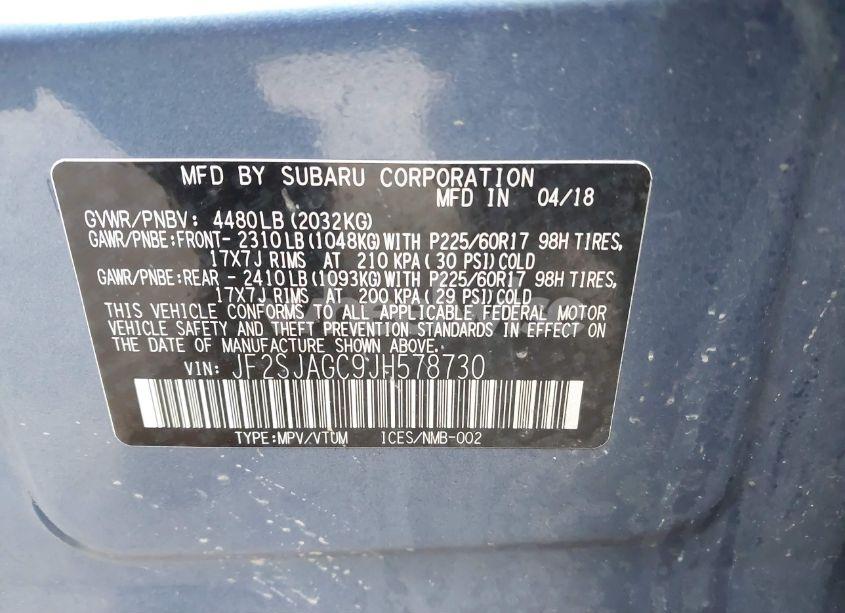 MFD BY SUBARU CORPORATION
MFD IN 04/18
GVWR/PNBV: 4480LB(2032KG)
GAWR/PNBE:FRONT- 2310LB(1048KG)WITH P225/60R17 98H TIRES,
17X7J RIMS AT 210 KPA( 30 PSI)COLD
GAWR/PNBE:REAR - 2410LB(1093KG)WITH P225/60R17 98H TIRES,
17X7J RIMS AT 200 KPA( 29 PSI)COLD
THIS VEHICLE CONFORMS TO ALL APPLICABLE FEDERAL MOTOR
VEHICLE SAFETY AND THEFT PREVENTION STANDARDS IN EFFECT ON
THE DATE OF MANUFACTURE SHOWN ABOVE.
VIN: JF2SJAGC9JH578730
TYPE:MPV/VTUM ICES/NMB-002